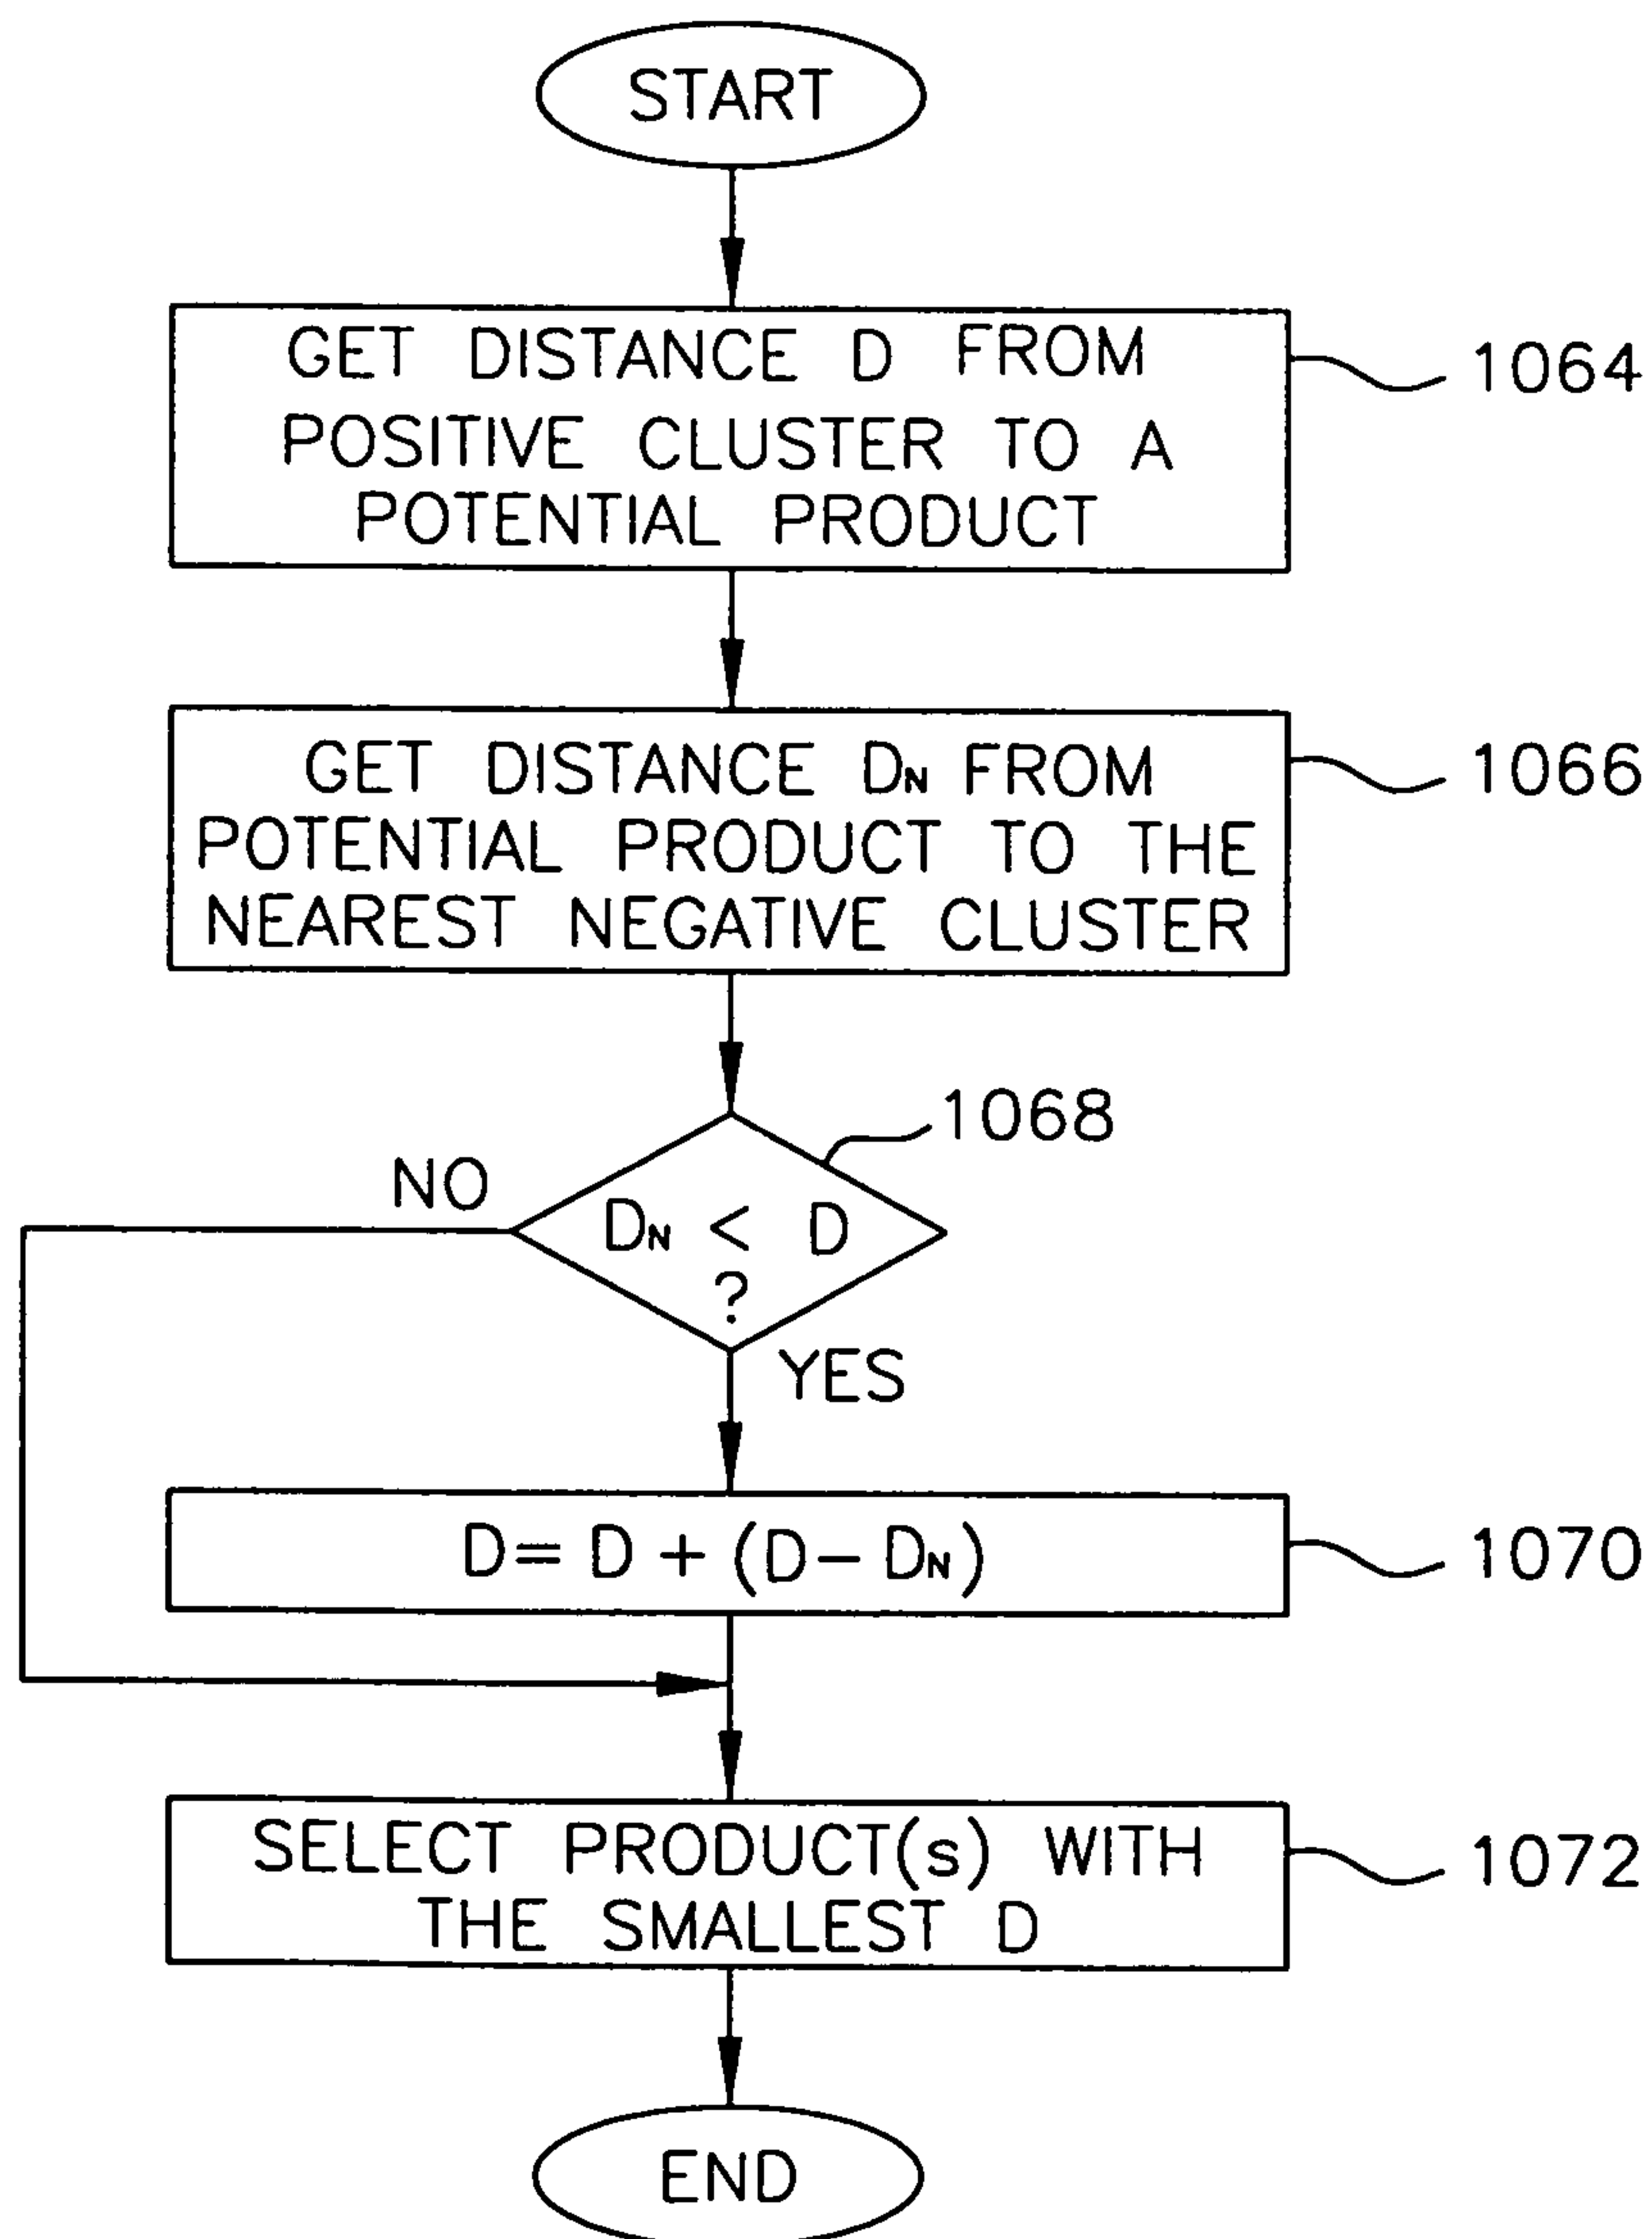 START
GET DISTANCE D FROM
POSITIVE CLUSTER TO A
POTENTIAL PRODUCT
1064
GET DISTANCE DN FROM
POTENTIAL PRODUCT TO THE
NEAREST NEGATIVE CLUSTER
1066
1068
NO
DN < D
?
YES
D= D + (D- DN)
1070
SELECT PRODUCT(s) WITH
THE SMALLEST D
1072
END